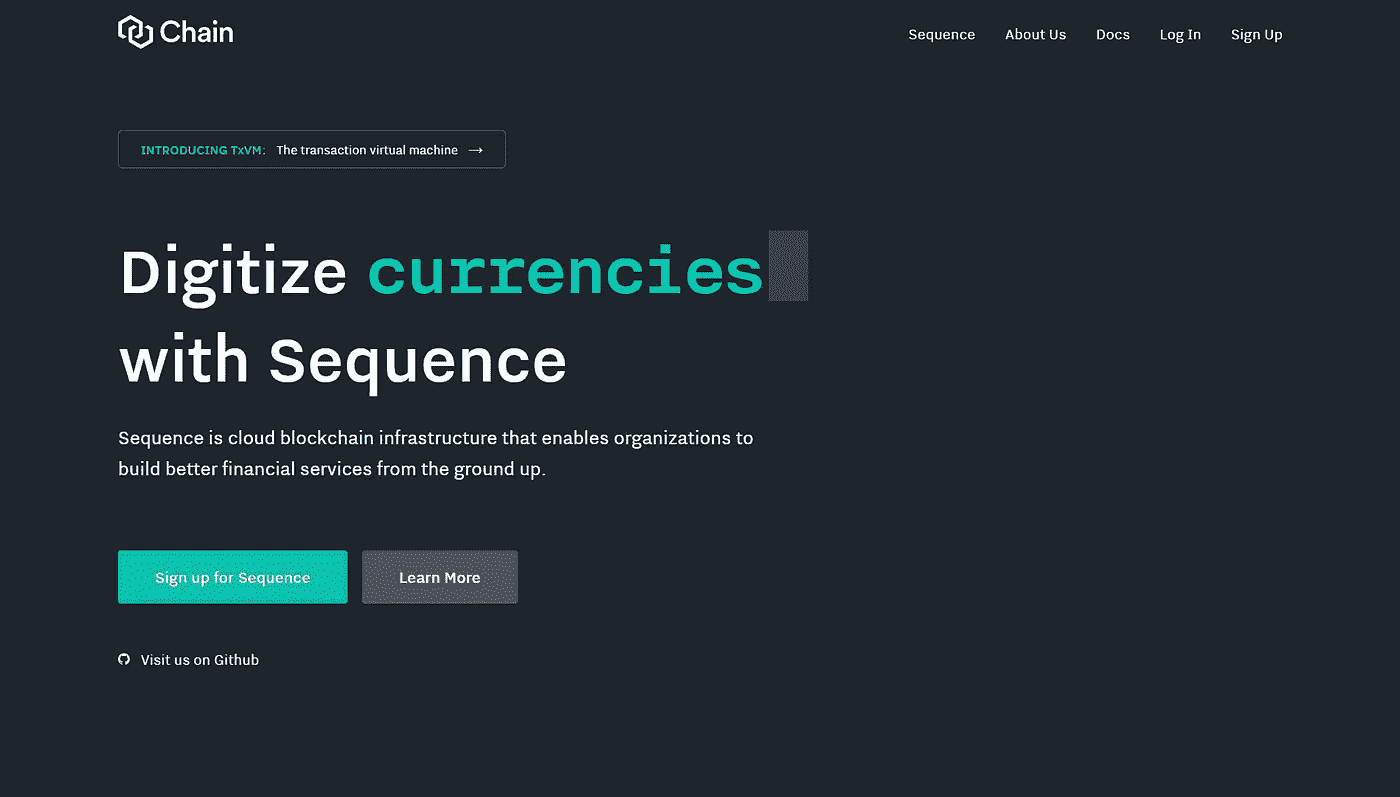 Chain
Sequence About Us Docs Log In Sign Up
INTRODUCING TxVM: The transaction virtual machine →
Digitize currencies
with Sequence
Sequence is cloud blockchain infrastructure that enables organizations to
build better financial services from the ground up.
Sign up for Sequence Learn More
Visit us on Github